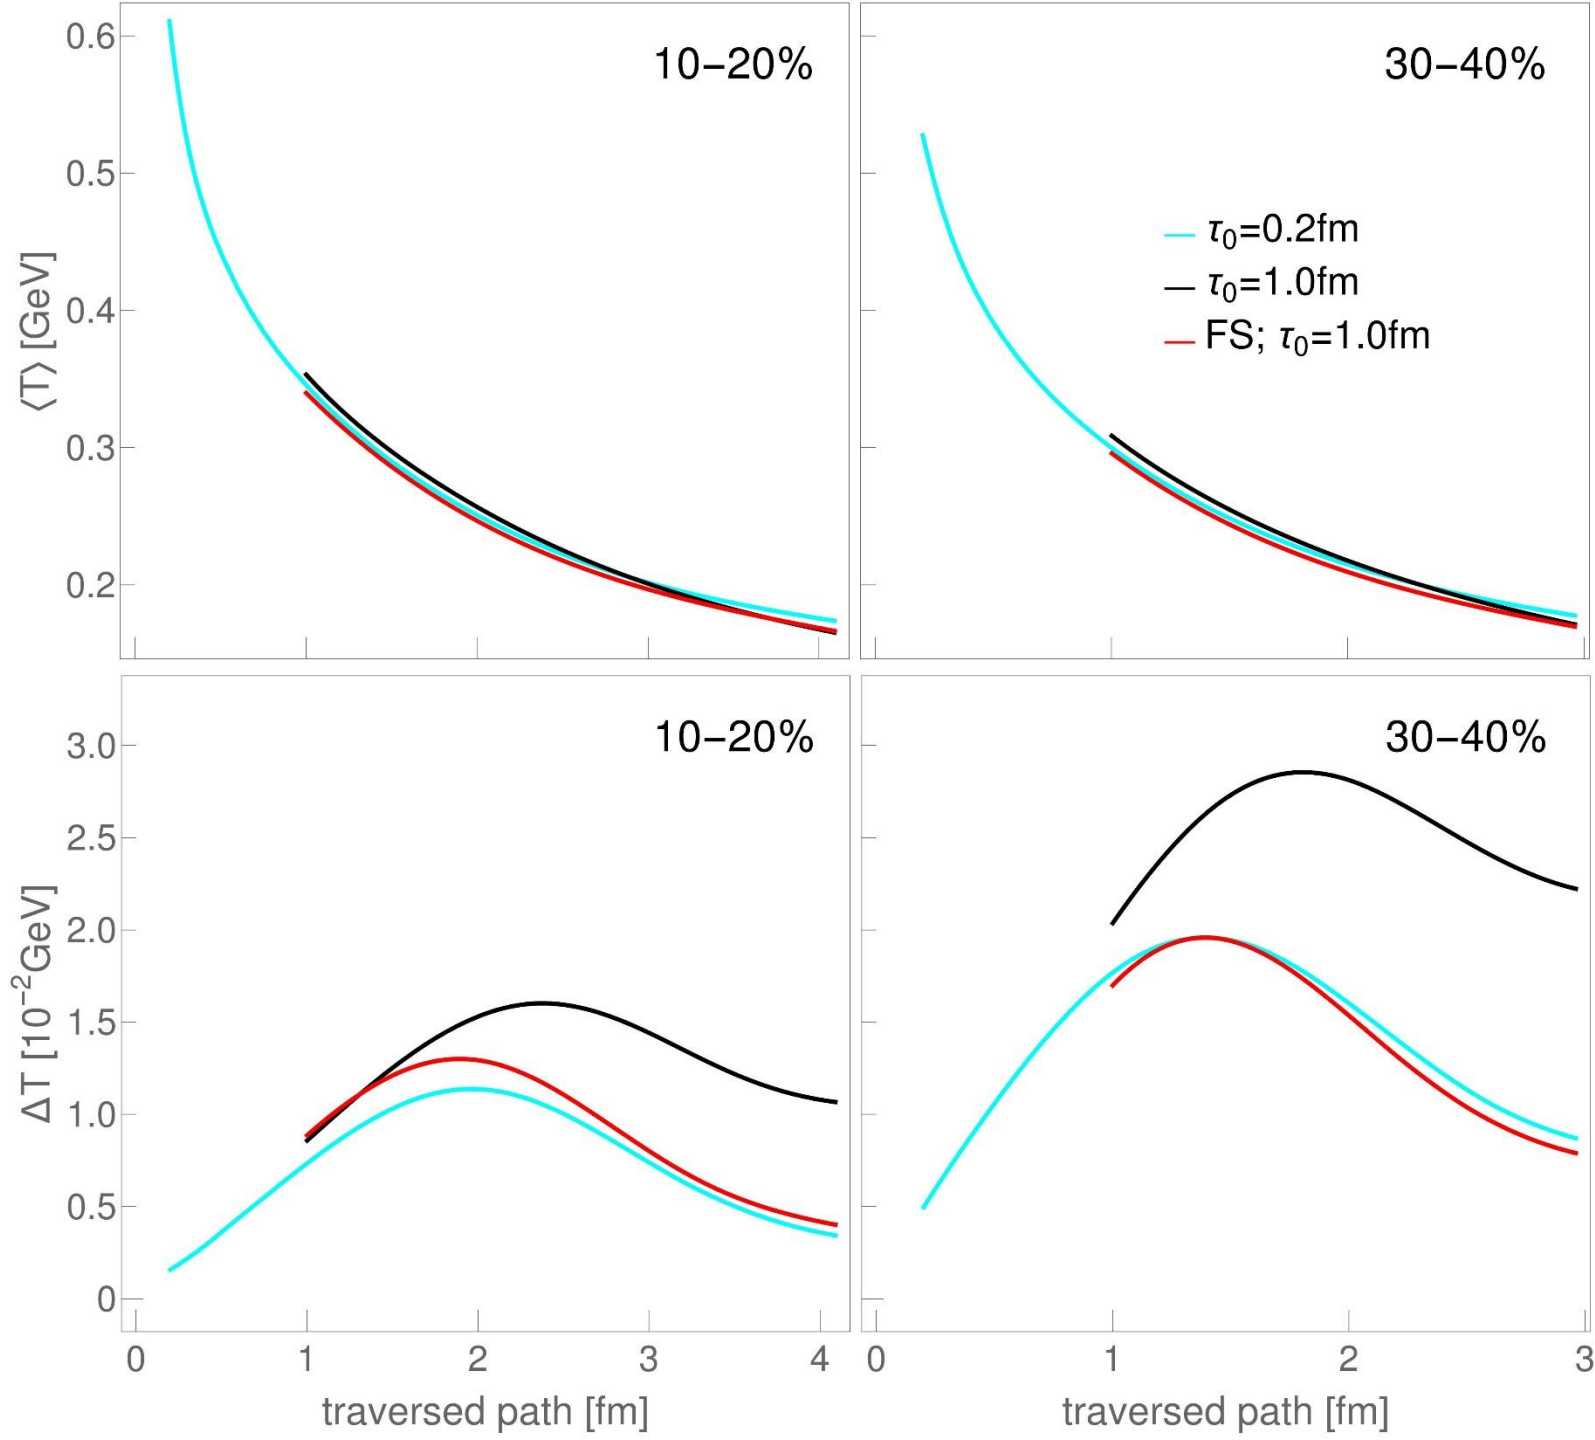 10–20%
30–40%
0.6
0.5
0.4
0.3
0.2
⟨T⟩ [GeV]
τ0=0.2fm
τ0=1.0fm
FS; τ0=1.0fm
10–20%
30–40%
3.0
2.5
2.0
1.5
1.0
0.5
0
ΔT [10⁻²GeV]
0 1 2 3 4
0 1 2 3
traversed path [fm]
traversed path [fm]